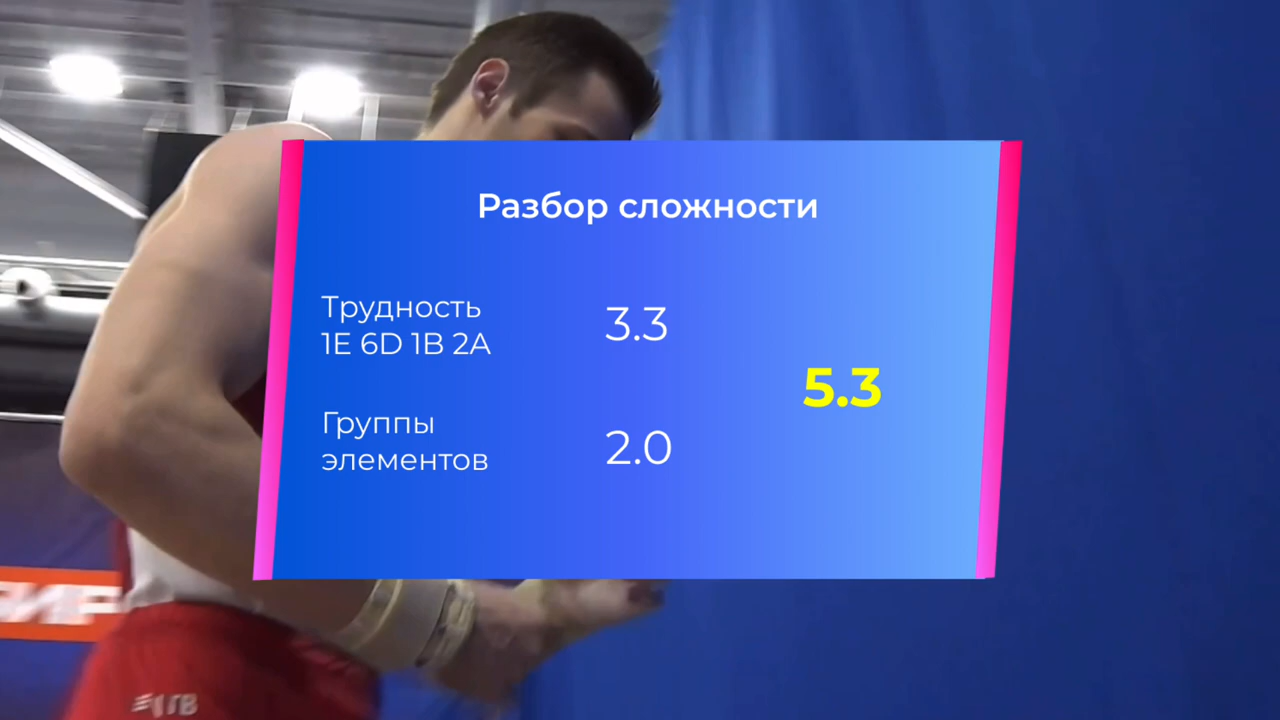 Разбор сложности
Трудность
1E 6D 1B 2A
3.3
5.3
Группы
элементов
2.0